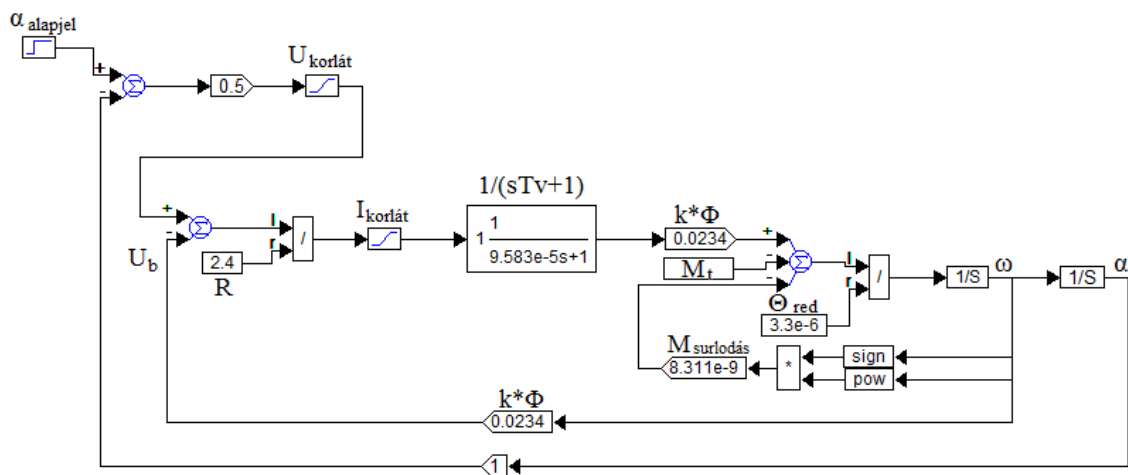 α alapjel
+
-
Σ
0.5
U korlát
1/(sTv+1)
+
-
Σ
l
r
/
I korlát
1
1
9.583e-5s+1
k*Φ
0.0234
+
-
-
Σ
l
r
/
1/S
ω
1/S
α
U b
2.4
R
M t
Θ red
3.3e-6
M surlodás
8.311e-9
*
sign
pow
k*Φ
0.0234
1